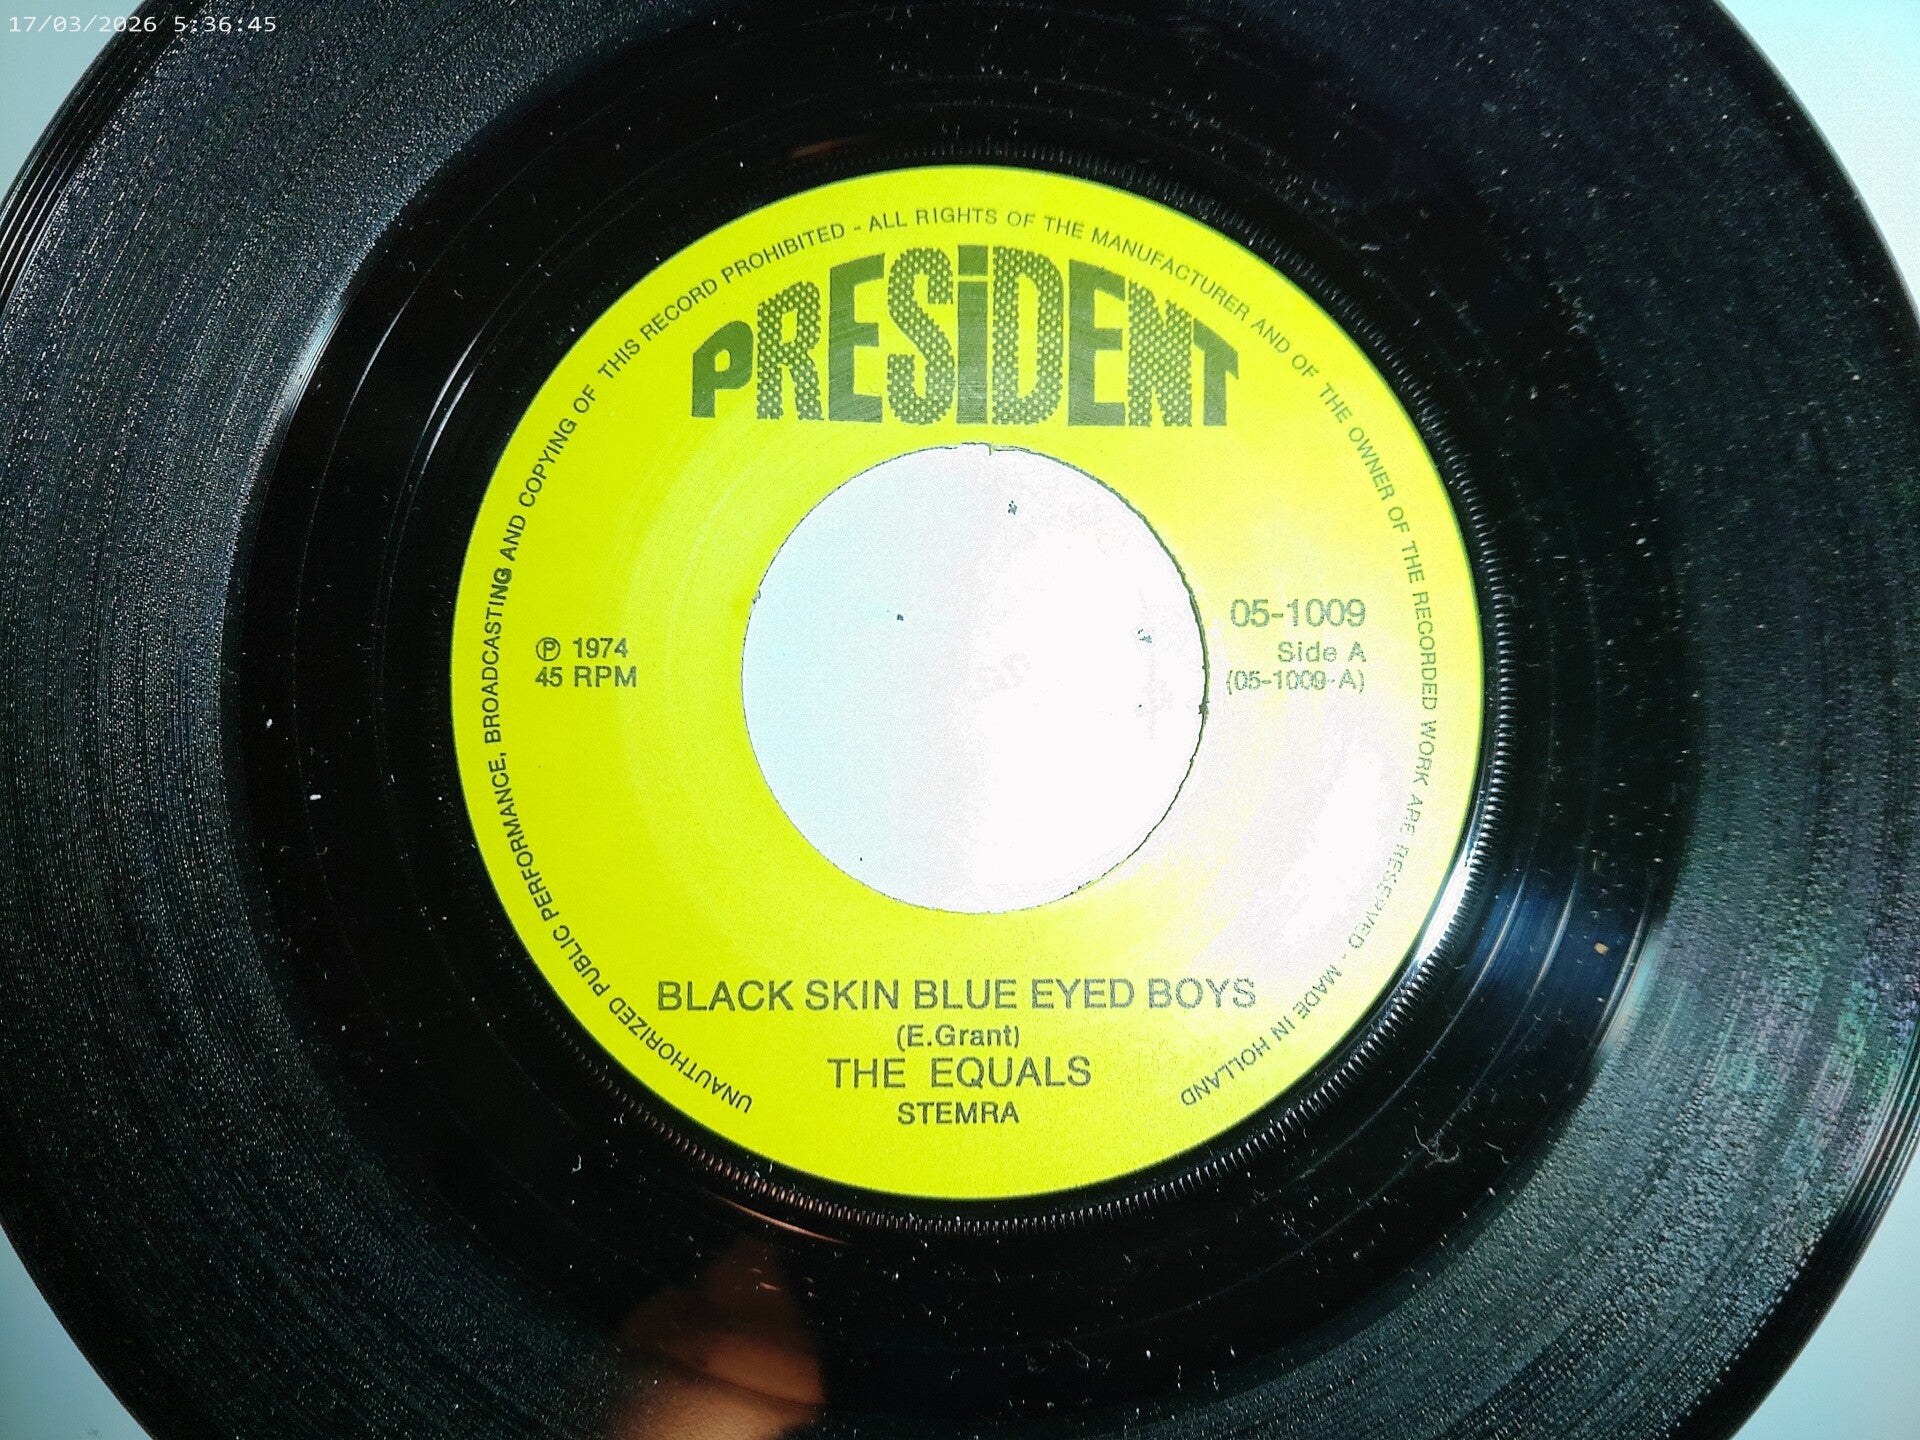 17/03/2026 5:36:45
UNAUTHORIZED PUBLIC PERFORMANCE, BROADCASTING AND COPYING OF THIS RECORD PROHIBITED - ALL RIGHTS OF THE MANUFACTURER AND OF THE OWNER OF THE RECORDED WORK ARE RESERVED - MADE IN HOLLAND
PRESiDENT
℗ 1974
45 RPM
05-1009
Side A
(05-1009-A)
BLACK SKIN BLUE EYED BOYS
(E.Grant)
THE EQUALS
STEMRA